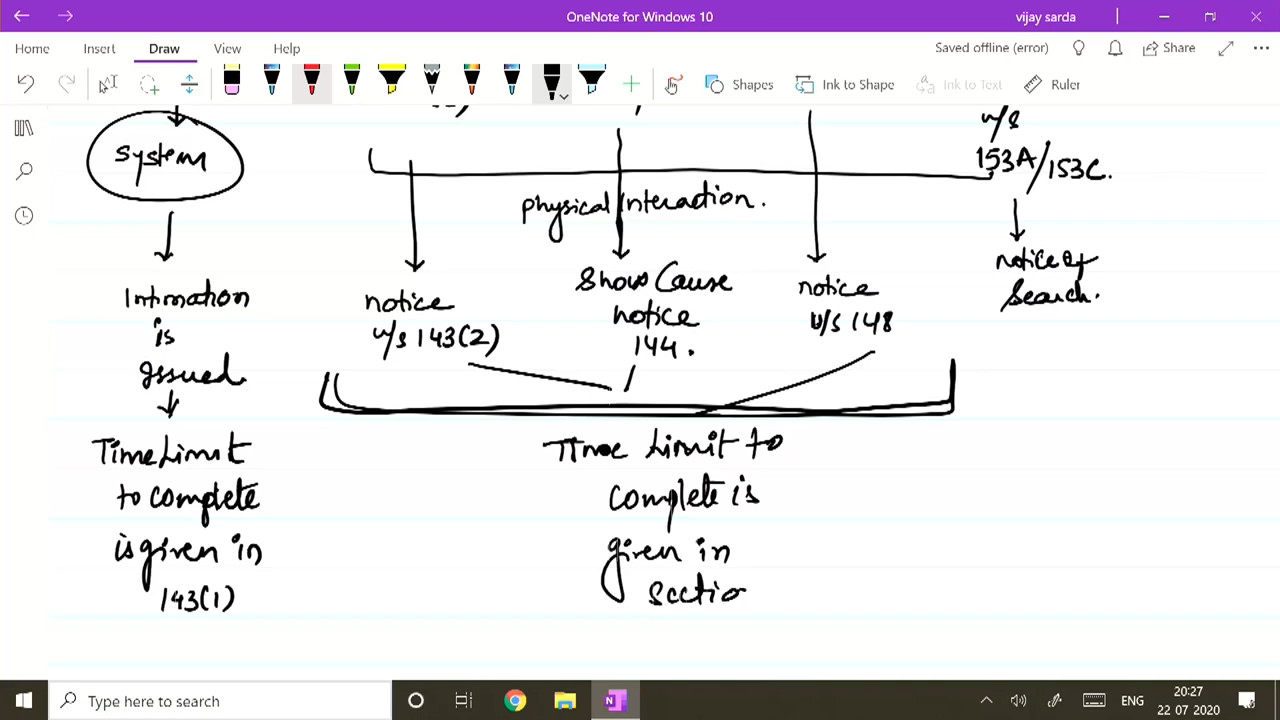 OneNote for Windows 10
vijay sarda
Home
Insert
Draw
View
Help
Saved offline (error)
Share
Shapes
Ink to Shape
Ink to Text
Ruler
System
u/s
153A/153C.
physical Interaction.
Intimation
is
Issued
notice
u/s 143(2)
Show Cause
notice
144.
notice
u/s 148
notice of
Search.
Time Limit
to complete
is given in
143(1)
Time Limit to
complete is
given in
Sectio
Type here to search
ENG
20:27
22 07 2020